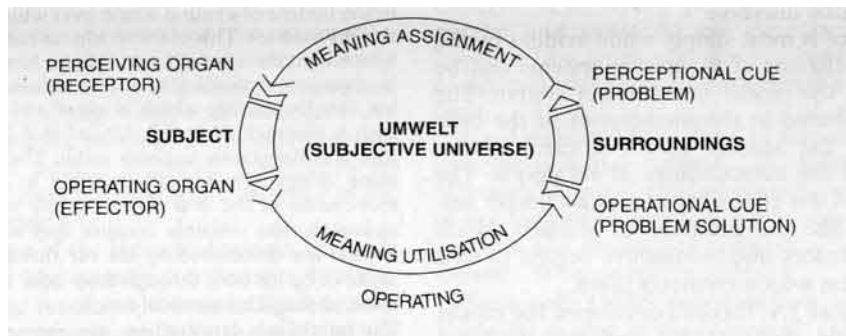 MEANING ASSIGNMENT
PERCEIVING ORGAN
(RECEPTOR)
PERCEPTIONAL CUE
(PROBLEM)
SUBJECT
UMWELT
(SUBJECTIVE UNIVERSE)
SURROUNDINGS
OPERATING ORGAN
(EFFECTOR)
OPERATIONAL CUE
(PROBLEM SOLUTION)
MEANING UTILISATION
OPERATING